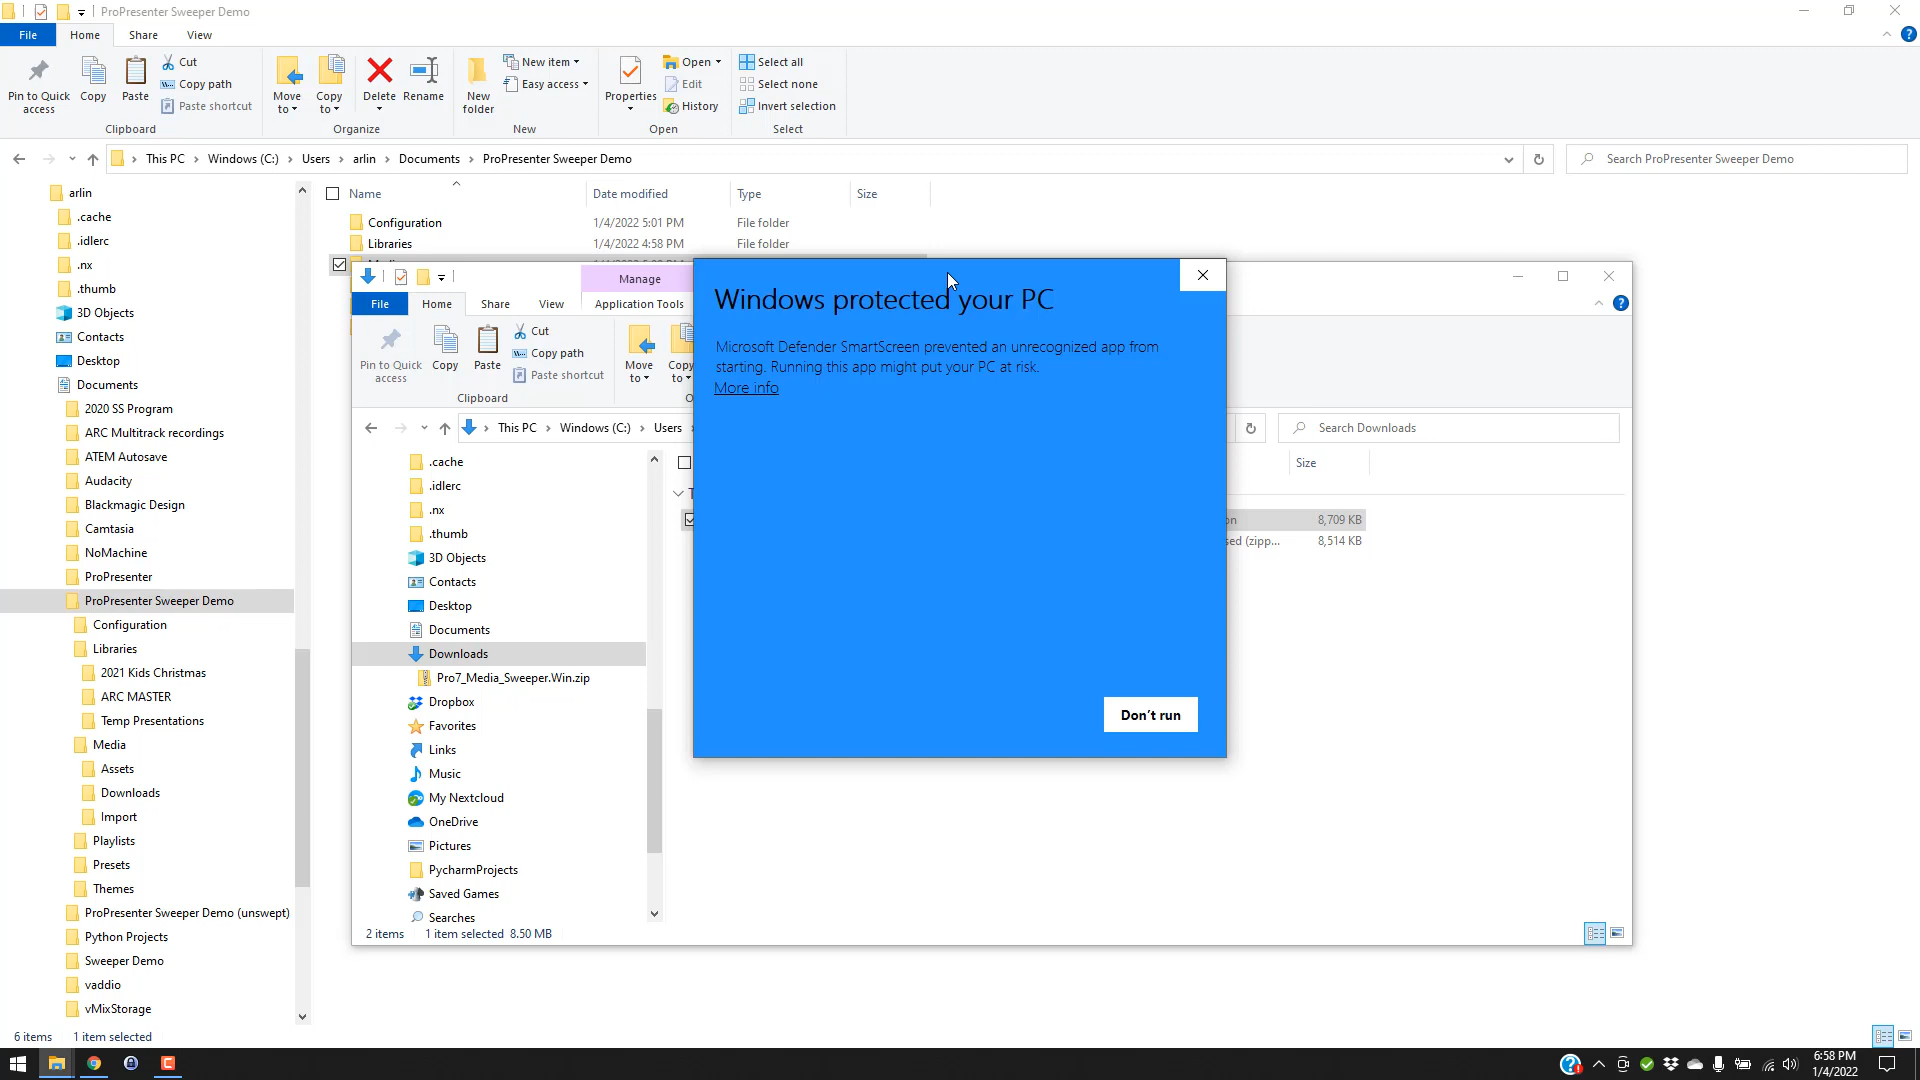 ProPresenter Sweeper Demo
File Home Share View
Pin to Quick access
Copy
Paste
Cut
Copy path
Paste shortcut
Clipboard
Move to
Copy to
Delete
Rename
Organize
New folder
New item
Easy access
New
Properties
Open
Edit
History
Open
Select all
Select none
Invert selection
Select
This PC Windows (C:) Users arlin Documents ProPresenter Sweeper Demo
Search ProPresenter Sweeper Demo
arlin
.cache
.idlerc
.nx
.thumb
3D Objects
Contacts
Desktop
Documents
2020 SS Program
ARC Multitrack recordings
ATEM Autosave
Audacity
Blackmagic Design
Camtasia
NoMachine
ProPresenter
ProPresenter Sweeper Demo
Configuration
Libraries
2021 Kids Christmas
ARC MASTER
Temp Presentations
Media
Assets
Downloads
Import
Playlists
Presets
Themes
ProPresenter Sweeper Demo (unswept)
Python Projects
Sweeper Demo
vaddio
vMixStorage
6 items 1 item selected
Name Date modified Type Size
Configuration 1/4/2022 5:01 PM File folder
Libraries 1/4/2022 4:58 PM File folder
Manage
File Home Share View Application Tools
Pin to Quick access
Copy
Paste
Cut
Copy path
Paste shortcut
Clipboard
Move to
Copy to
This PC Windows (C:) Users
Search Downloads
.cache
.idlerc
.nx
.thumb
3D Objects
Contacts
Desktop
Documents
Downloads
Pro7_Media_Sweeper.Win.zip
Dropbox
Favorites
Links
Music
My Nextcloud
OneDrive
Pictures
PycharmProjects
Saved Games
Searches
2 items 1 item selected 8.50 MB
Size
on 8,709 KB
sed (zipp... 8,514 KB
Windows protected your PC
Microsoft Defender SmartScreen prevented an unrecognized app from
starting. Running this app might put your PC at risk.
More info
Don't run
6:58 PM
1/4/2022